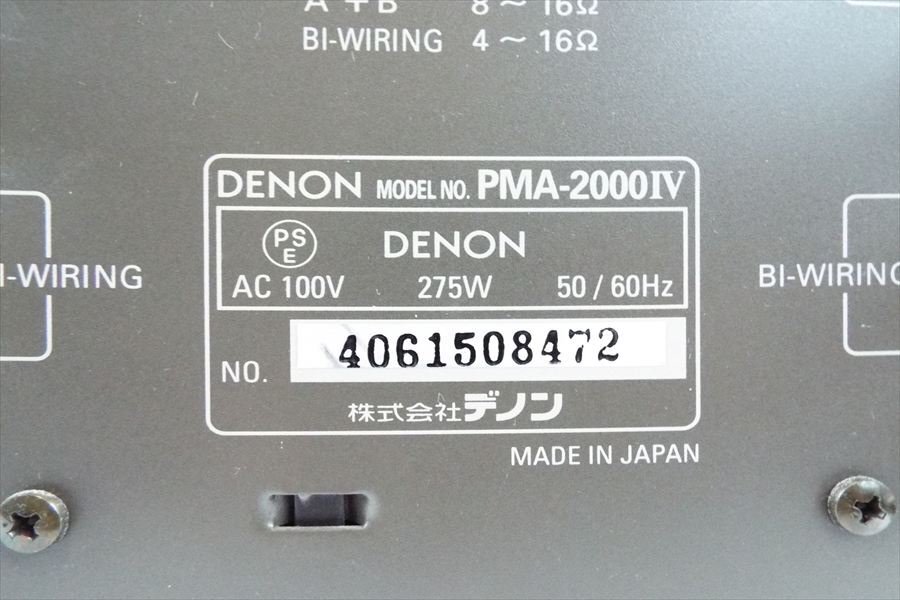 A + B 8~16Ω
BI-WIRING 4~16Ω
DENON MODEL NO. PMA-2000IV
PS
E
DENON
AC 100V 275W 50/60Hz
I-WIRING
BI-WIRING
NO. 4061508472
株式会社デノン
MADE IN JAPAN